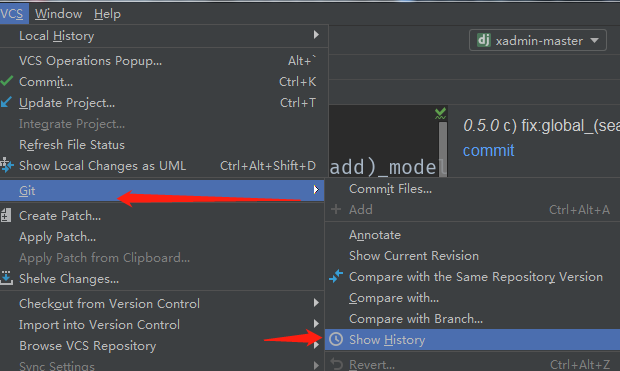 VCS Window Help
Local History
xadmin-master
VCS Operations Popup... Alt+`
Commit... Ctrl+K
Update Project... Ctrl+T
Integrate Project...
Refresh File Status
Show Local Changes as UML Ctrl+Alt+Shift+D
0.5.0 c) fix:global_(sea
commit
add)_model
Git
Create Patch...
Apply Patch...
Apply Patch from Clipboard...
Shelve Changes...
Checkout from Version Control
Import into Version Control
Browse VCS Repository
Sync Settings
Commit Files...
Add Ctrl+Alt+A
Annotate
Show Current Revision
Compare with the Same Repository Version
Compare with...
Compare with Branch...
Show History
Revert... Ctrl+Alt+Z